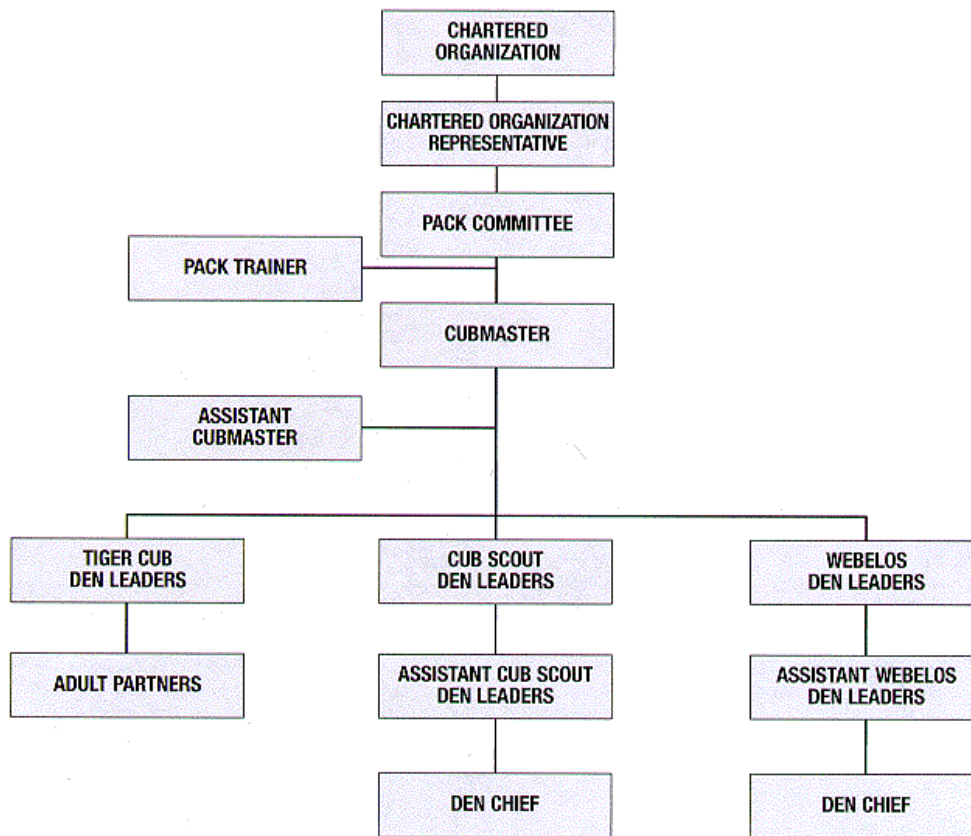 CHARTERED
ORGANIZATION
CHARTERED ORGANIZATION
REPRESENTATIVE
PACK COMMITTEE
PACK TRAINER
CUBMASTER
ASSISTANT
CUBMASTER
TIGER CUB
DEN LEADERS
CUB SCOUT
DEN LEADERS
WEBELOS
DEN LEADERS
ADULT PARTNERS
ASSISTANT CUB SCOUT
DEN LEADERS
ASSISTANT WEBELOS
DEN LEADERS
DEN CHIEF
DEN CHIEF